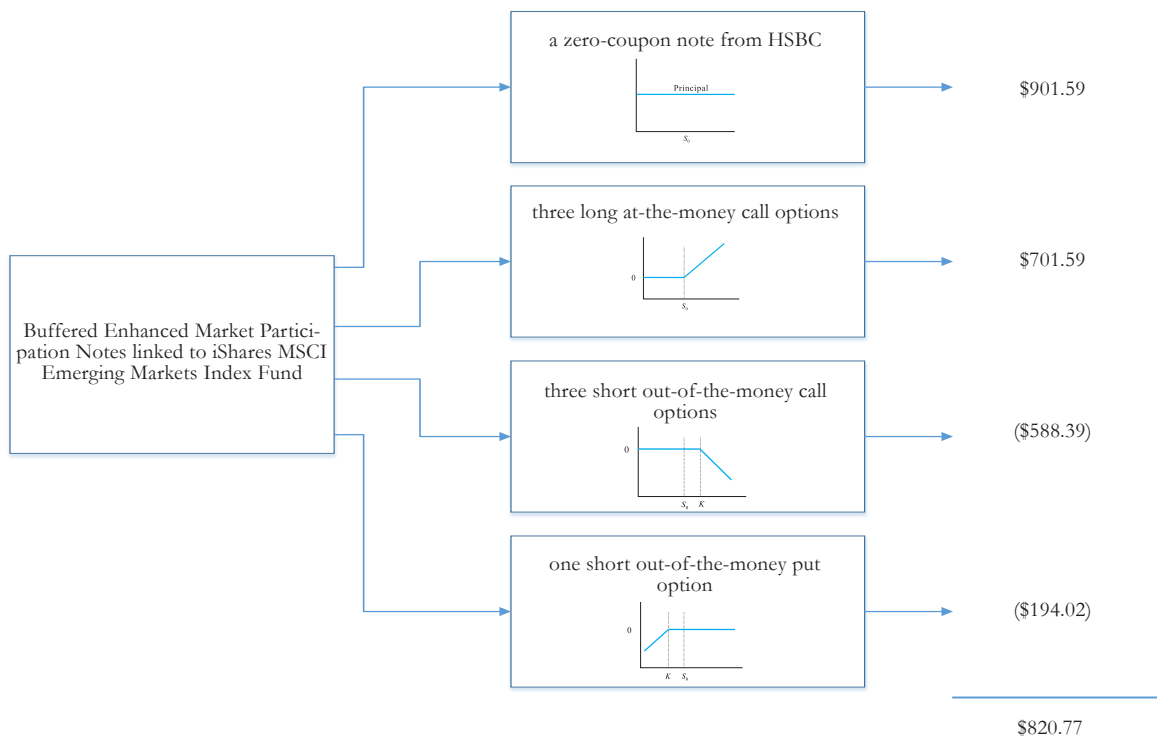 a zero-coupon note from HSBC
Principal
S₀
$901.59
three long at-the-money call options
0
S₀
$701.59
Buffered Enhanced Market Partici-
pation Notes linked to iShares MSCI
Emerging Markets Index Fund
three short out-of-the-money call
options
0
S₀ K
($588.39)
one short out-of-the-money put
option
0
K S₀
($194.02)
$820.77